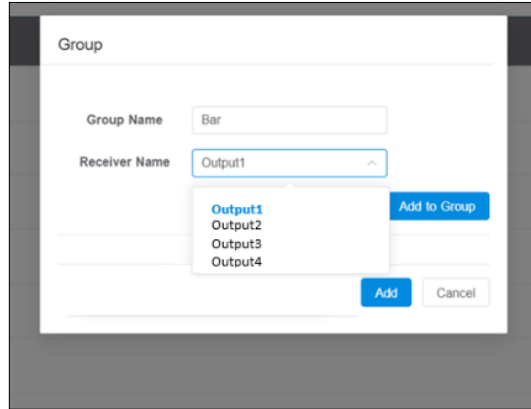 Group
Group Name Bar
Receiver Name Output1
Output1
Output2
Output3
Output4
Add to Group
Add Cancel